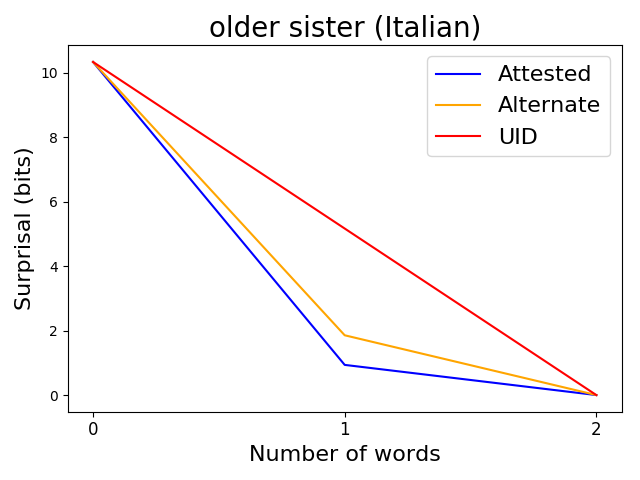 older sister (Italian)
Attested
Alternate
UID
Surprisal (bits)
10
8
6
4
2
0
0 1 2
Number of words